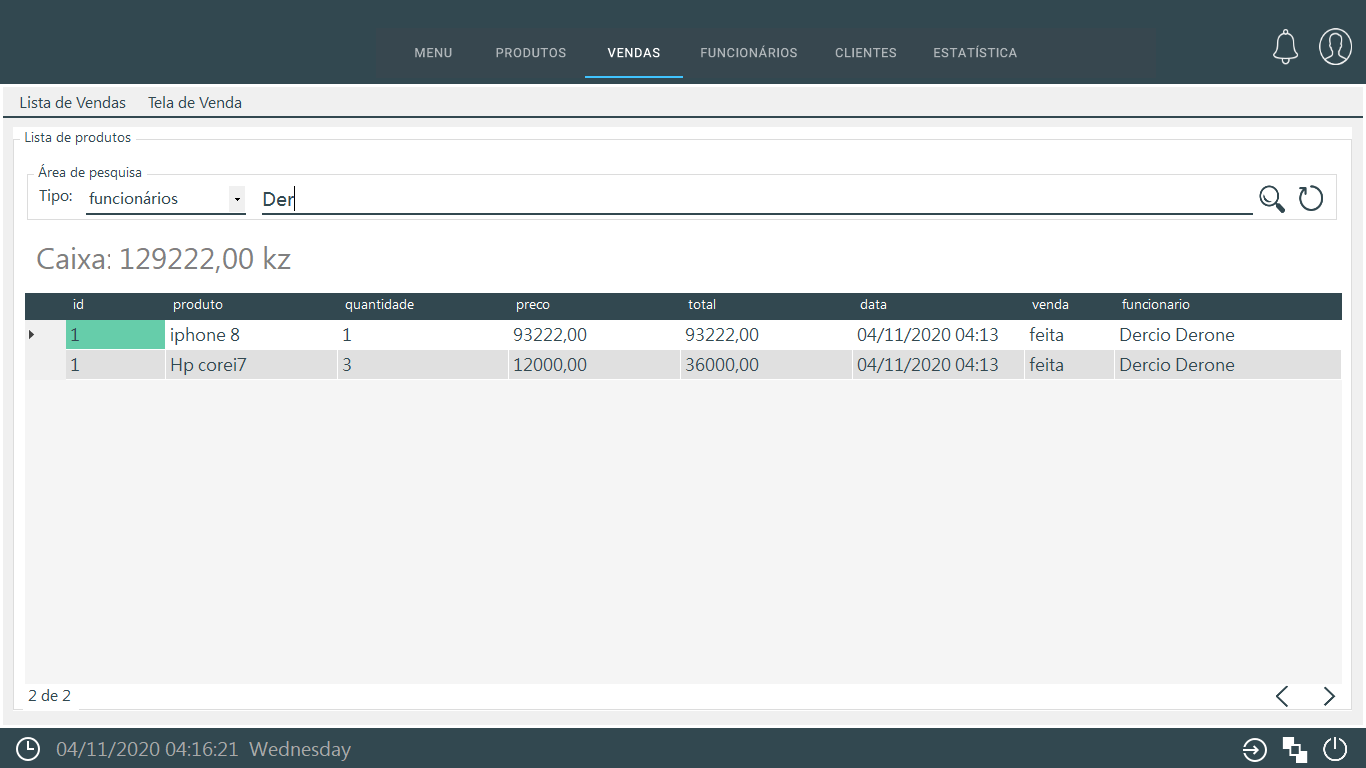 MENU PRODUTOS VENDAS FUNCIONÁRIOS CLIENTES ESTATÍSTICA
Lista de Vendas Tela de Venda
Lista de produtos
Área de pesquisa
Tipo: funcionários Der
Caixa: 129222,00 kz
id produto quantidade preco total data venda funcionario
1 iphone 8 1 93222,00 93222,00 04/11/2020 04:13 feita Dercio Derone
1 Hp corei7 3 12000,00 36000,00 04/11/2020 04:13 feita Dercio Derone
2 de 2
04/11/2020 04:16:21 Wednesday